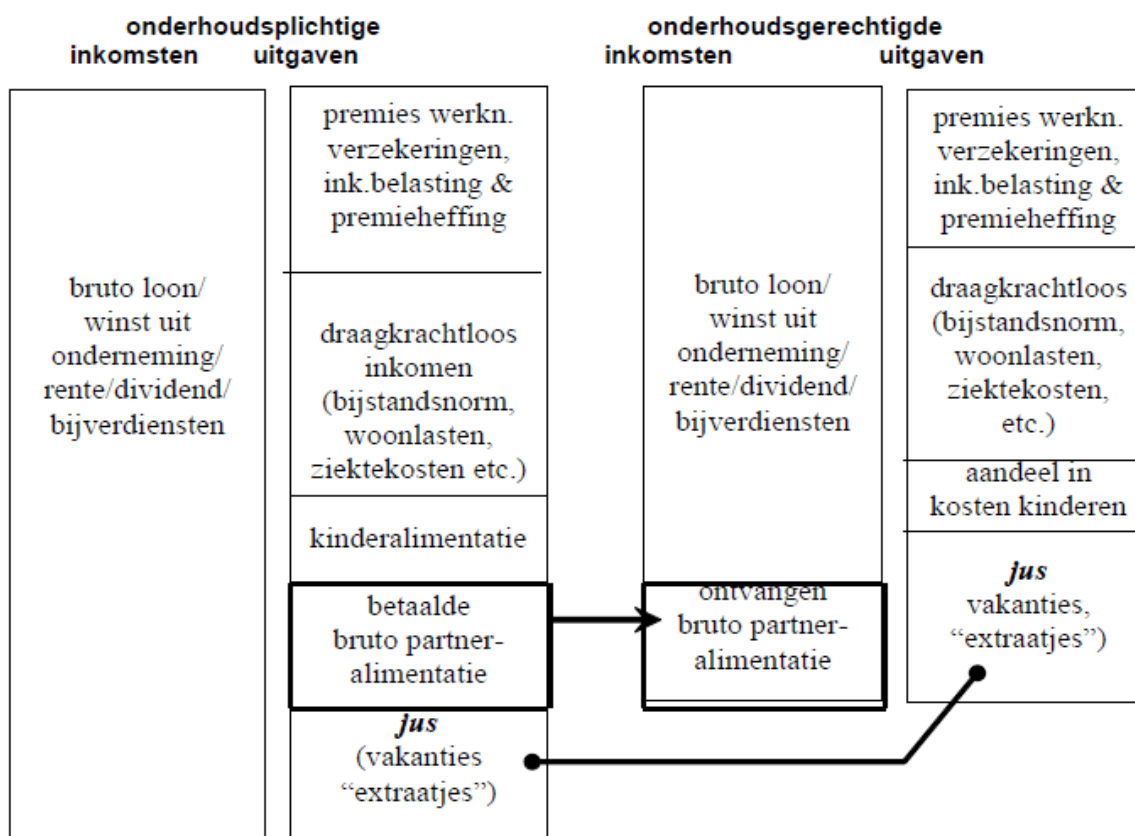 onderhoudsplichtige
inkomsten uitgaven
onderhoudsgerechtigde
inkomsten uitgaven
bruto loon/
winst uit
onderneming/
rente/dividend/
bijverdiensten
premies werkn.
verzekeringen,
ink.belasting &
premieheffing
draagkrachtloos
inkomen
(bijstandsnorm,
woonlasten,
ziektekosten etc.)
kinderalimentatie
betaalde
bruto partner-
alimentatie
jus
(vakanties
“extraatjes”)
bruto loon/
winst uit
onderneming/
rente/dividend/
bijverdiensten
ontvangen
bruto partner-
alimentatie
premies werkn.
verzekeringen,
ink.belasting &
premieheffing
draagkrachtloos
(bijstandsnorm,
woonlasten,
ziektekosten,
etc.)
aandeel in
kosten kinderen
jus
vakanties,
“extraatjes”)